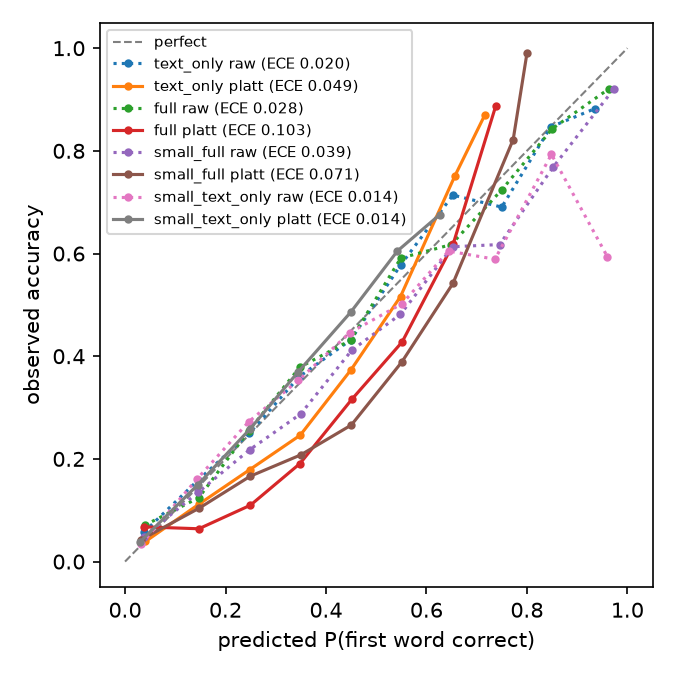 1.0
0.8
0.6
0.4
0.2
0.0
observed accuracy
perfect
text_only raw (ECE 0.020)
text_only platt (ECE 0.049)
full raw (ECE 0.028)
full platt (ECE 0.103)
small_full raw (ECE 0.039)
small_full platt (ECE 0.071)
small_text_only raw (ECE 0.014)
small_text_only platt (ECE 0.014)
0.0 0.2 0.4 0.6 0.8 1.0
predicted P(first word correct)